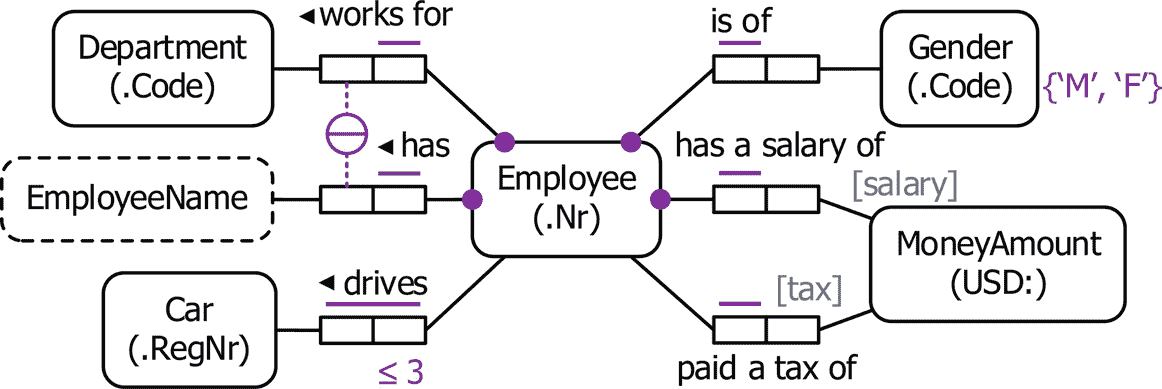 ◄ works for
is of
Department
(.Code)
Gender
(.Code)
{‘M’, ‘F’}
◄ has
has a salary of
EmployeeName
Employee
(.Nr)
[salary]
MoneyAmount
(USD:)
◄ drives
[tax]
Car
(.RegNr)
≤ 3
paid a tax of